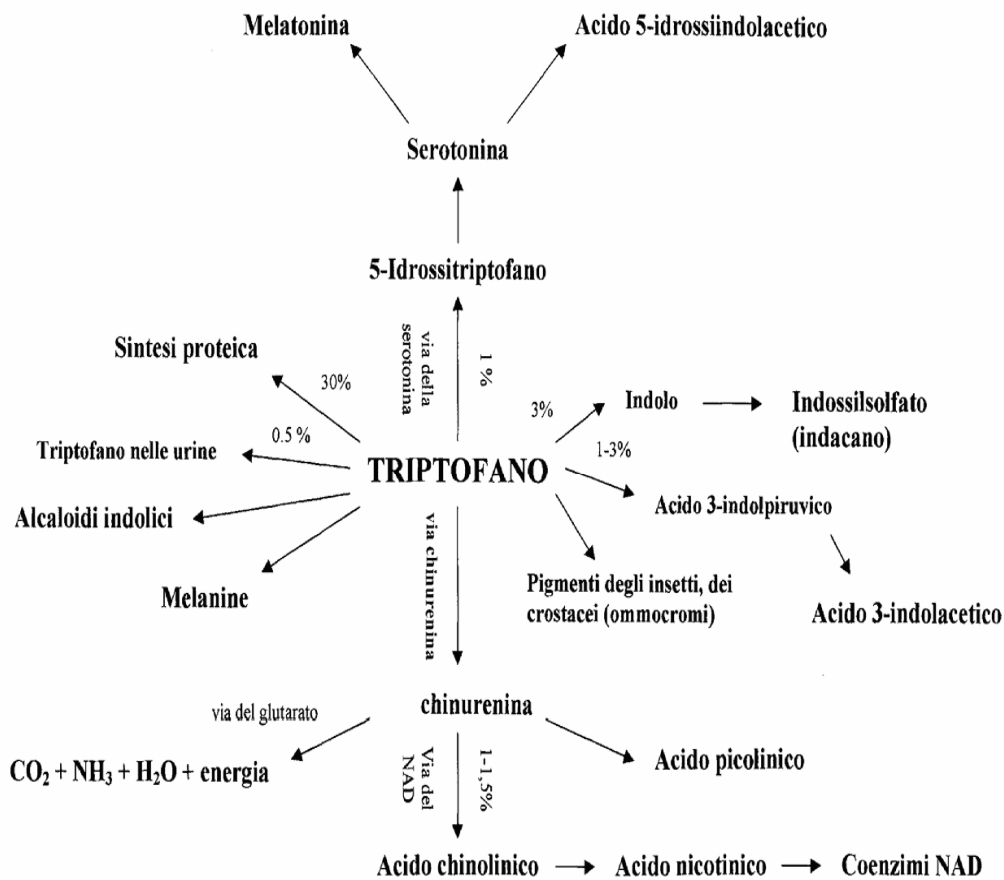 Melatonina
Acido 5-idrossiindolacetico
Serotonina
5-Idrossitriptofano
via della
serotonina
1 %
Sintesi proteica
30%
3%
Indolo
Indossilsolfato
(indacano)
Triptofano nelle urine
0.5 %
TRIPTOFANO
1-3%
Acido 3-indolpiruvico
Alcaloidi indolici
Melanine
via chinurenina
Pigmenti degli insetti, dei
crostacei (ommocromi)
Acido 3-indolacetico
chinurenina
via del glutarato
CO₂ + NH₃ + H₂O + energia
Via del
NAD
1-1,5%
Acido picolinico
Acido chinolinico
Acido nicotinico
Coenzimi NAD